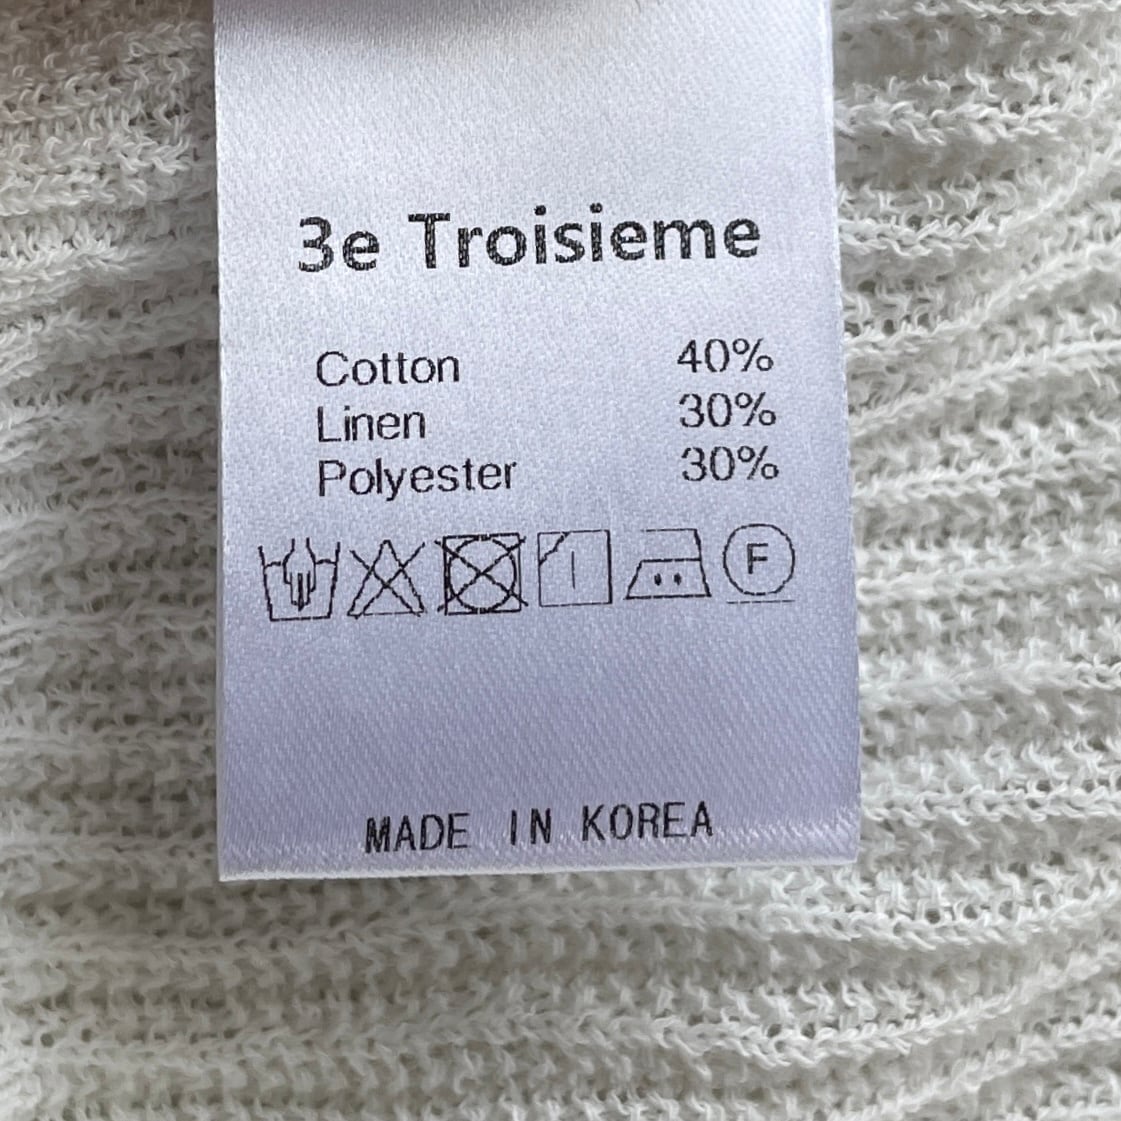 3e Troisieme
Cotton 40%
Linen 30%
Polyester 30%
F
MADE IN KOREA